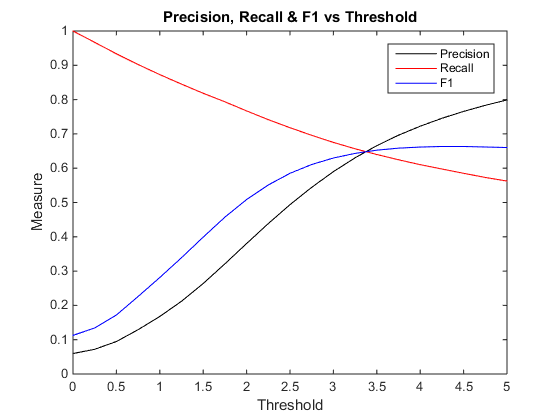 Precision, Recall & F1 vs Threshold
1
0.9
0.8
0.7
0.6
0.5
0.4
0.3
0.2
0.1
0
Measure
Precision
Recall
F1
0 0.5 1 1.5 2 2.5 3 3.5 4 4.5 5
Threshold